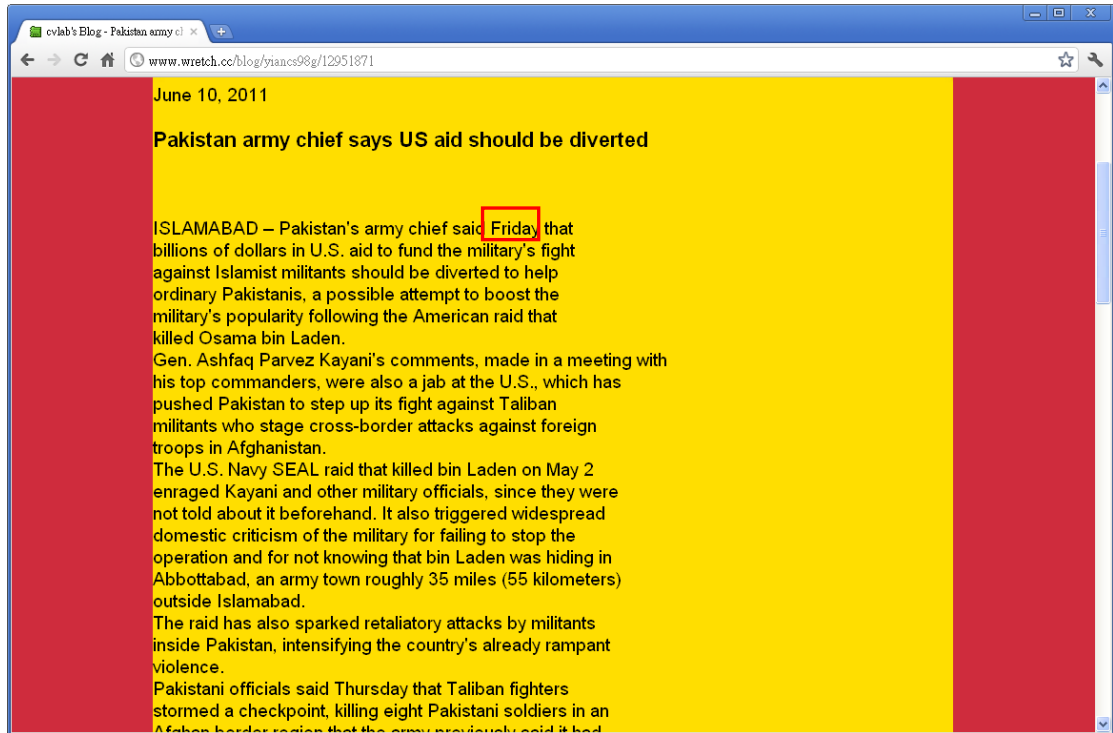 cvlab's Blog - Pakistan army cl
www.wretch.cc/blog/yiancs98g/12951871
June 10, 2011
Pakistan army chief says US aid should be diverted
ISLAMABAD – Pakistan's army chief said Friday that
billions of dollars in U.S. aid to fund the military's fight
against Islamist militants should be diverted to help
ordinary Pakistanis, a possible attempt to boost the
military's popularity following the American raid that
killed Osama bin Laden.
Gen. Ashfaq Parvez Kayani's comments, made in a meeting with
his top commanders, were also a jab at the U.S., which has
pushed Pakistan to step up its fight against Taliban
militants who stage cross-border attacks against foreign
troops in Afghanistan.
The U.S. Navy SEAL raid that killed bin Laden on May 2
enraged Kayani and other military officials, since they were
not told about it beforehand. It also triggered widespread
domestic criticism of the military for failing to stop the
operation and for not knowing that bin Laden was hiding in
Abbottabad, an army town roughly 35 miles (55 kilometers)
outside Islamabad.
The raid has also sparked retaliatory attacks by militants
inside Pakistan, intensifying the country's already rampant
violence.
Pakistani officials said Thursday that Taliban fighters
stormed a checkpoint, killing eight Pakistani soldiers in an
Afghan border region that the army previously said it had